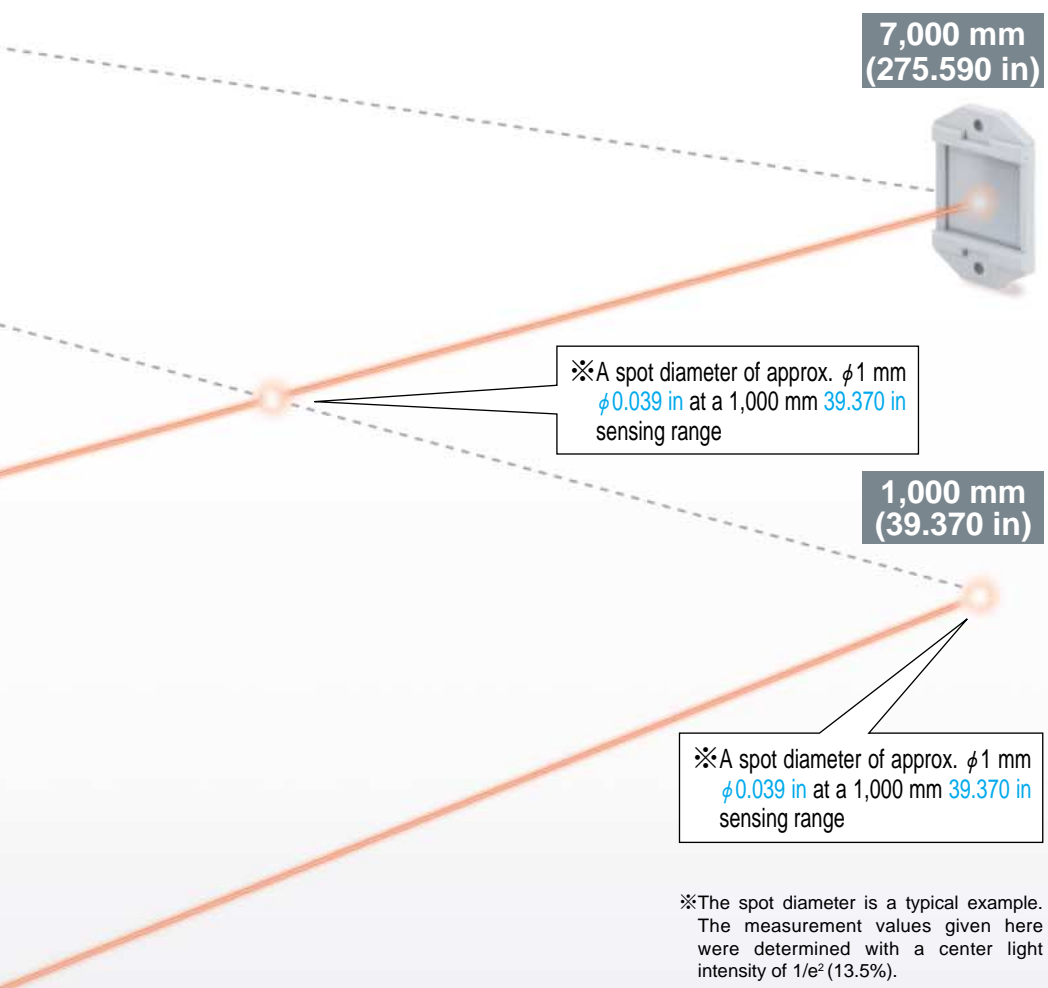 7,000 mm
(275.590 in)
※A spot diameter of approx. φ1 mm
φ0.039 in at a 1,000 mm 39.370 in
sensing range
1,000 mm
(39.370 in)
※A spot diameter of approx. φ1 mm
φ0.039 in at a 1,000 mm 39.370 in
sensing range
※The spot diameter is a typical example.
The measurement values given here
were determined with a center light
intensity of 1/e² (13.5%).